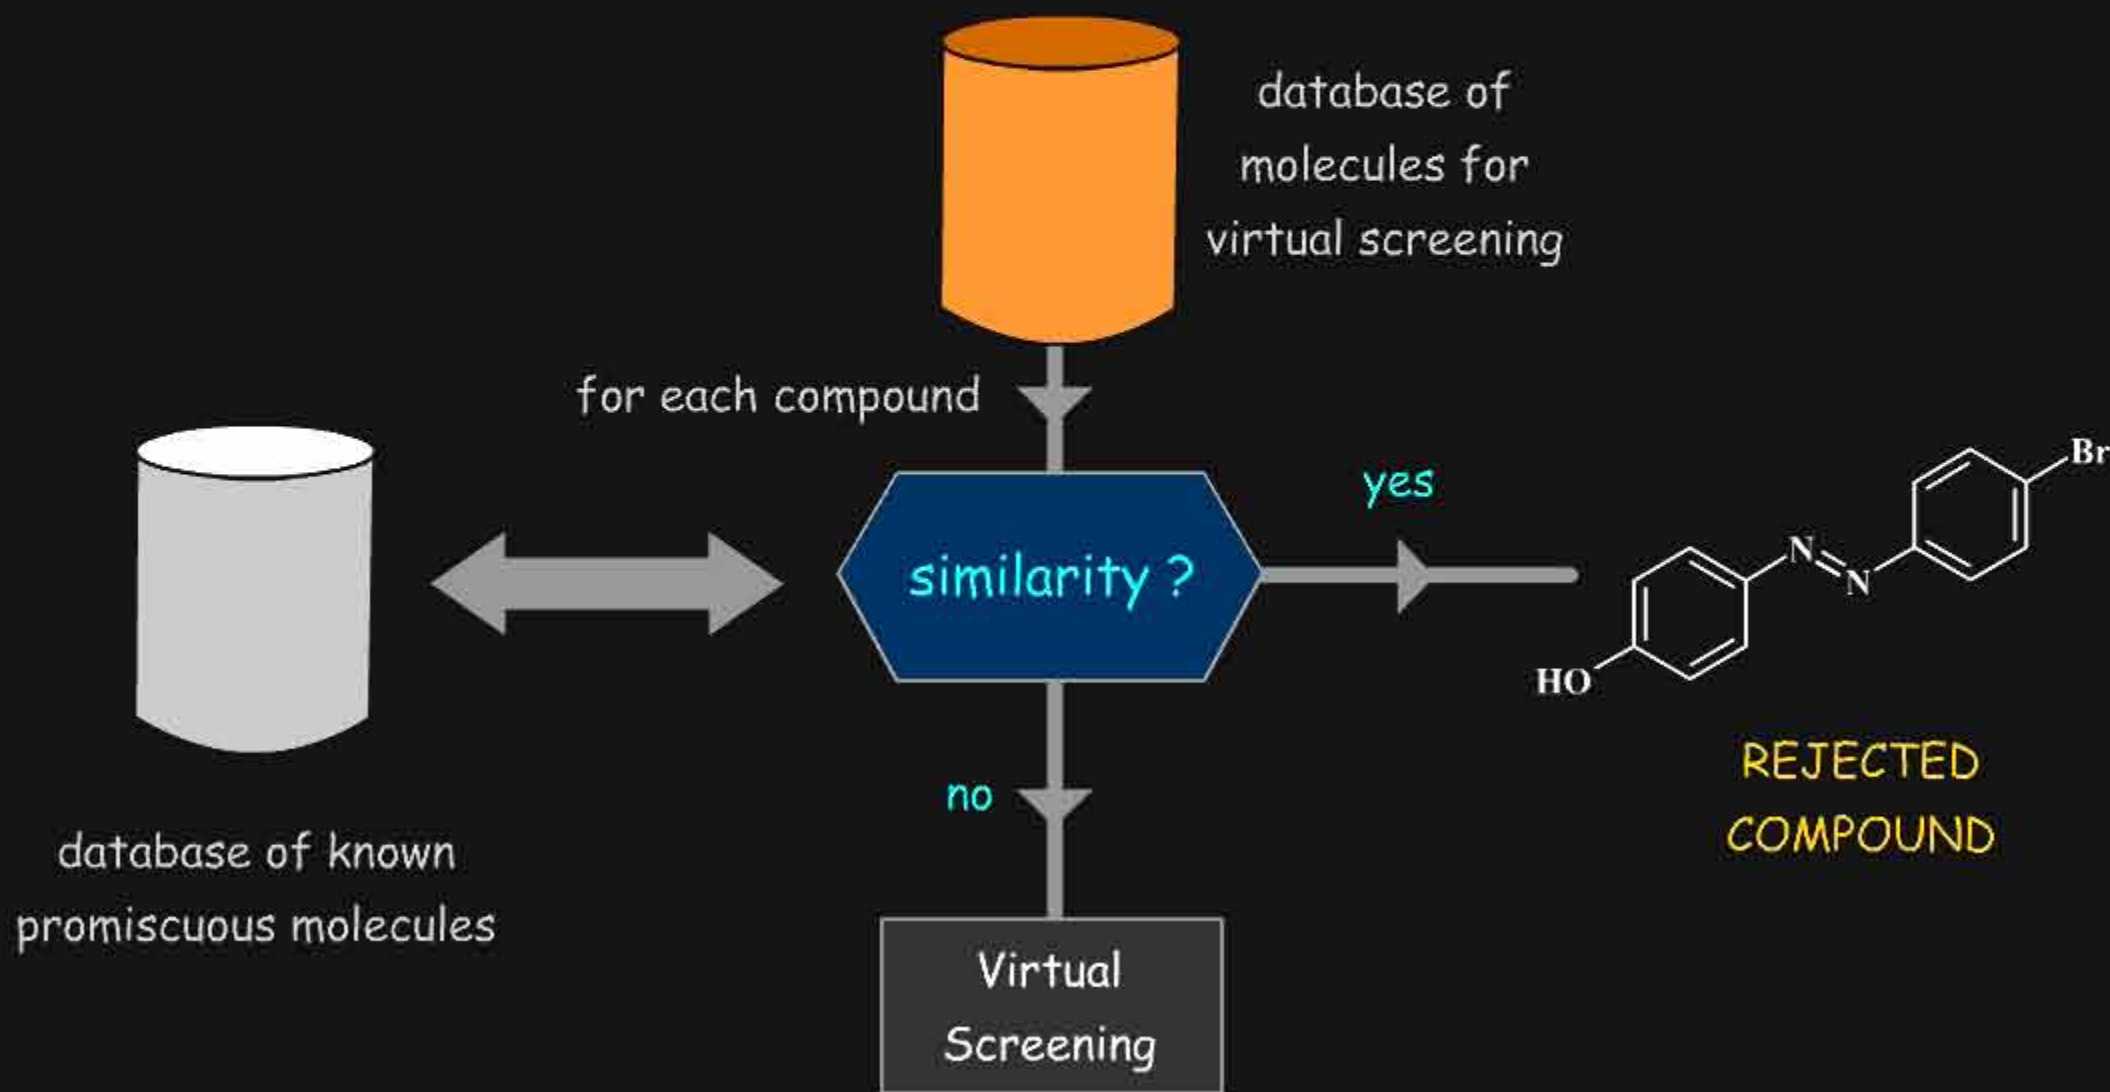 database of
molecules for
virtual screening
for each compound
yes
similarity ?
Br
N
N
HO
REJECTED
COMPOUND
no
database of known
promiscuous molecules
Virtual
Screening